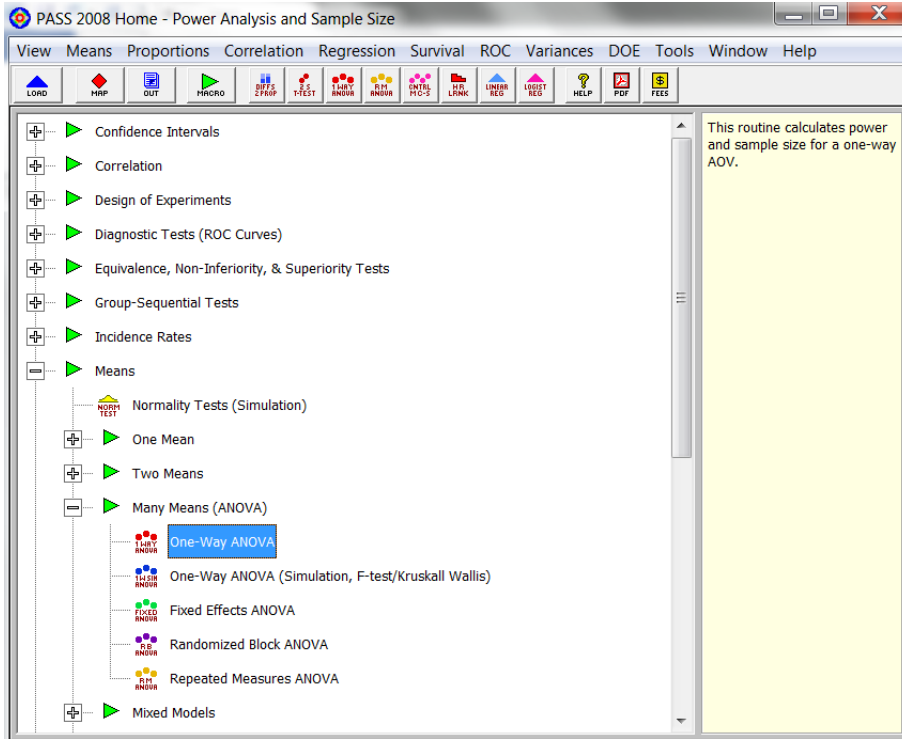 PASS 2008 Home - Power Analysis and Sample Size
View Means Proportions Correlation Regression Survival ROC Variances DOE Tools Window Help
LOAD MAP OUT MACRO DIFFS 2 PROP 2 S T-TEST 1 WAY ANOVA RM ANOVA CNTRL M C-S H R LRNK LINEAR REG LOGIST REG HELP PDF FEES
Confidence Intervals
Correlation
Design of Experiments
Diagnostic Tests (ROC Curves)
Equivalence, Non-Inferiority, & Superiority Tests
Group-Sequential Tests
Incidence Rates
Means
NORM TEST Normality Tests (Simulation)
One Mean
Two Means
Many Means (ANOVA)
1 WAY ANOVA One-Way ANOVA
1W SIM ANOVA One-Way ANOVA (Simulation, F-test/Kruskall Wallis)
FIXED ANOVA Fixed Effects ANOVA
R B ANOVA Randomized Block ANOVA
R M ANOVA Repeated Measures ANOVA
Mixed Models
This routine calculates power
and sample size for a one-way
AOV.